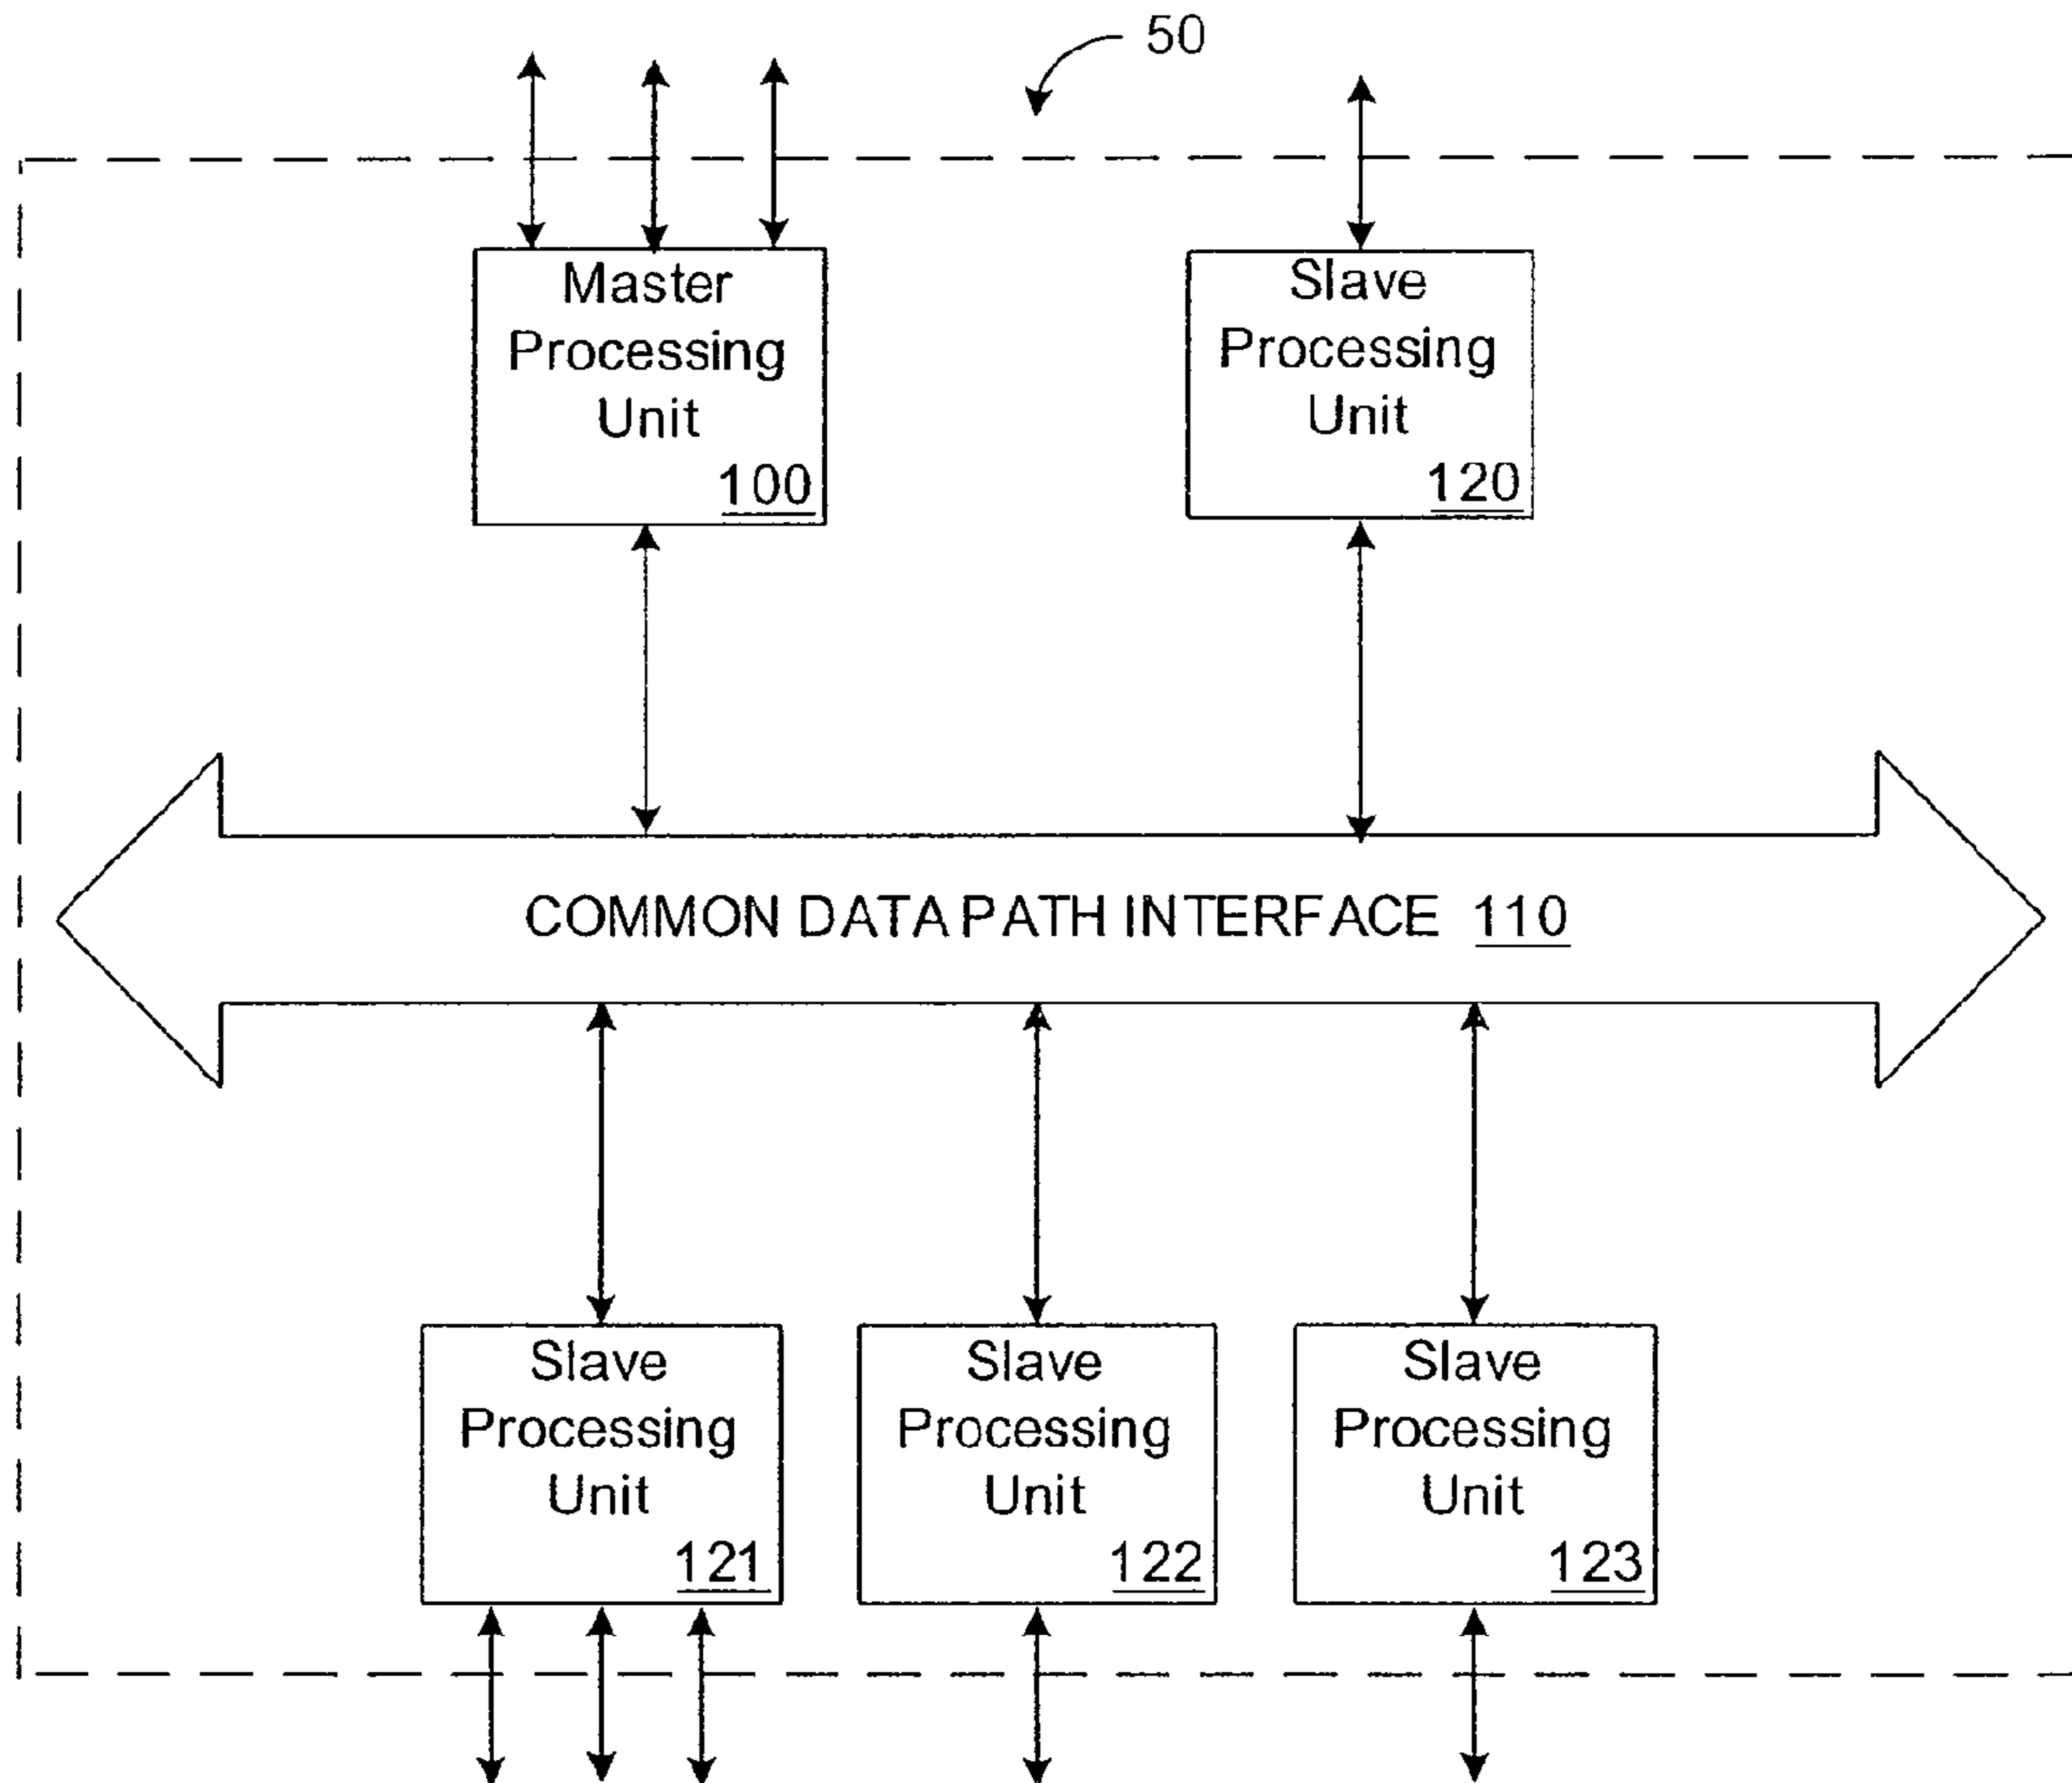 50
Master
Processing
Unit
100
Slave
Processing
Unit
120
COMMON DATA PATH INTERFACE 110
Slave
Processing
Unit
121
Slave
Processing
Unit
122
Slave
Processing
Unit
123